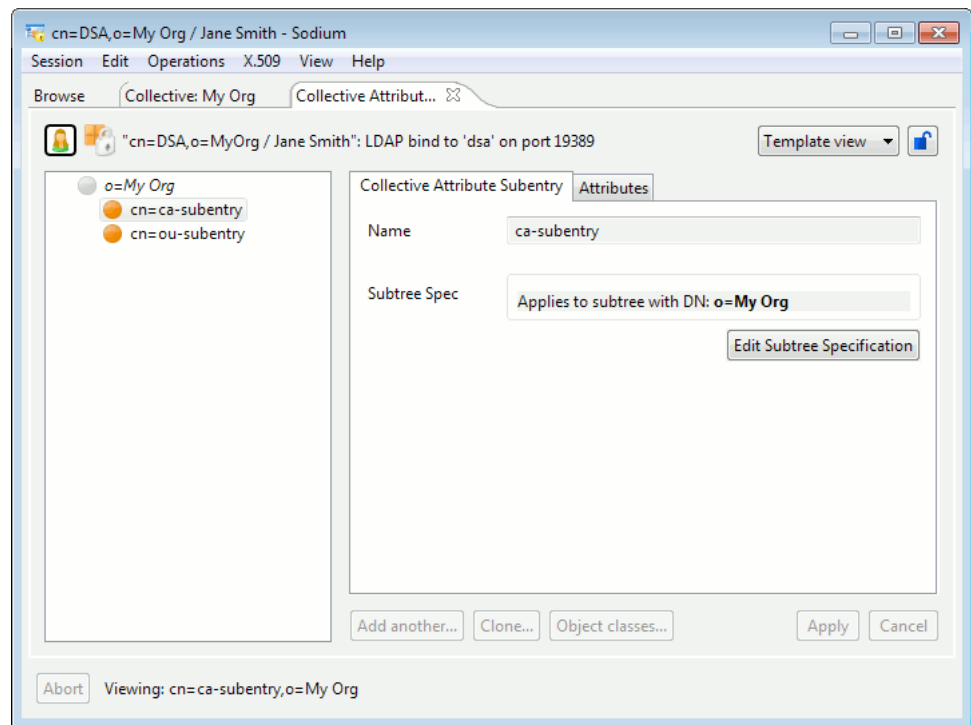 cn=DSA,o=My Org / Jane Smith - Sodium
Session Edit Operations X.509 View Help
Browse Collective: My Org Collective Attribut...
"cn=DSA,o=MyOrg / Jane Smith": LDAP bind to 'dsa' on port 19389 Template view
o=My Org
cn=ca-subentry
cn=ou-subentry
Collective Attribute Subentry Attributes
Name ca-subentry
Subtree Spec Applies to subtree with DN: o=My Org
Edit Subtree Specification
Add another... Clone... Object classes... Apply Cancel
Abort Viewing: cn=ca-subentry,o=My Org